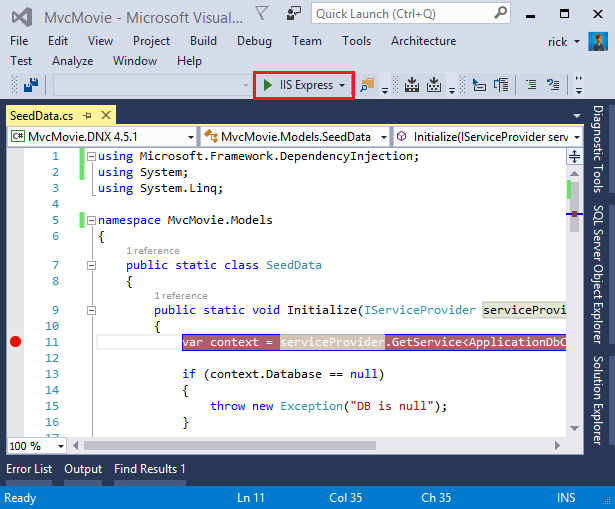 MvcMovie - Microsoft Visual...
Quick Launch (Ctrl+Q)
File Edit View Project Build Debug Team Tools Architecture rick
Test Analyze Window Help
IIS Express
SeedData.cs
C# MvcMovie.DNX 4.5.1 MvcMovie.Models.SeedData Initialize(IServiceProvider serv
1 using Microsoft.Framework.DependencyInjection;
2 using System;
3 using System.Linq;
4
5 namespace MvcMovie.Models
6 {
1 reference
7 public static class SeedData
8 {
1 reference
9 public static void Initialize(IServiceProvider serviceProvi
10 {
11 var context = serviceProvider.GetService<ApplicationDbC
12
13 if (context.Database == null)
14 {
15 throw new Exception("DB is null");
16 }
17
100 %
Diagnostic Tools
SQL Server Object Explorer
Solution Explorer
Error List Output Find Results 1
Ready Ln 11 Col 35 Ch 35 INS